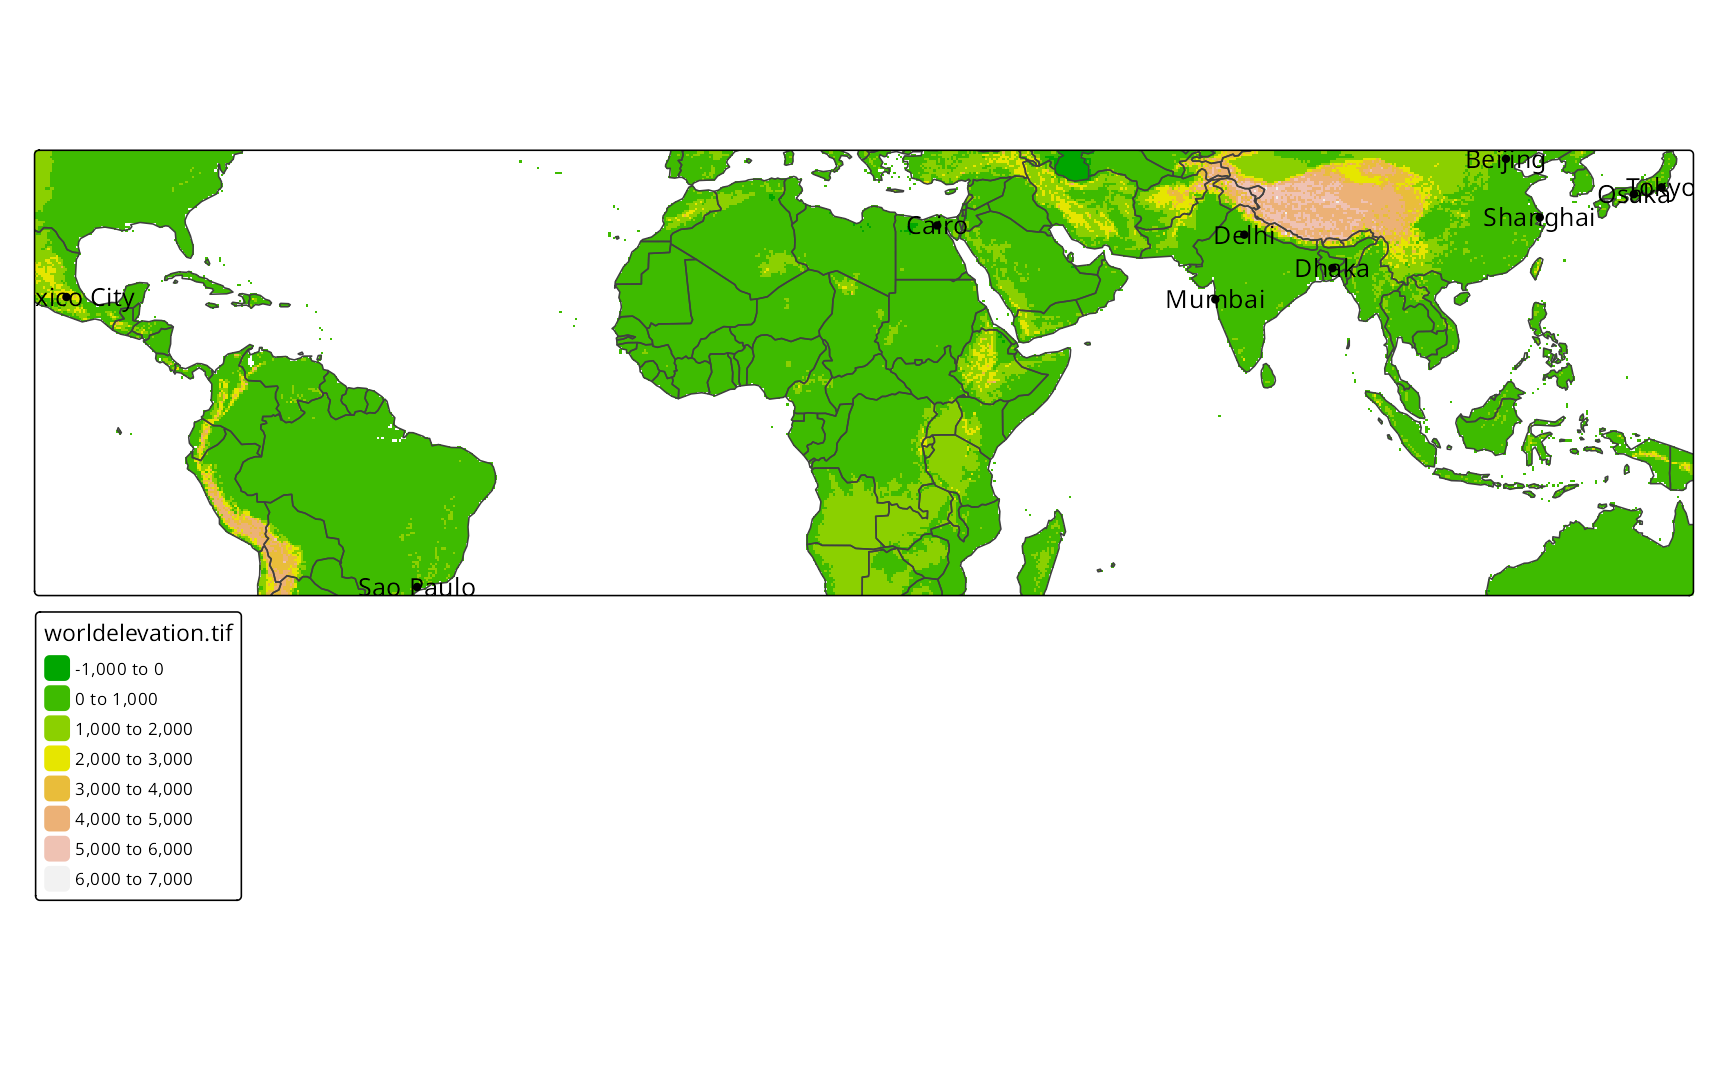 Beijing
Tokyo
Osaka
Shanghai
Cairo
Delhi
Dhaka
xico City
Mumbai
Sao Paulo
worldelevation.tif
-1,000 to 0
0 to 1,000
1,000 to 2,000
2,000 to 3,000
3,000 to 4,000
4,000 to 5,000
5,000 to 6,000
6,000 to 7,000